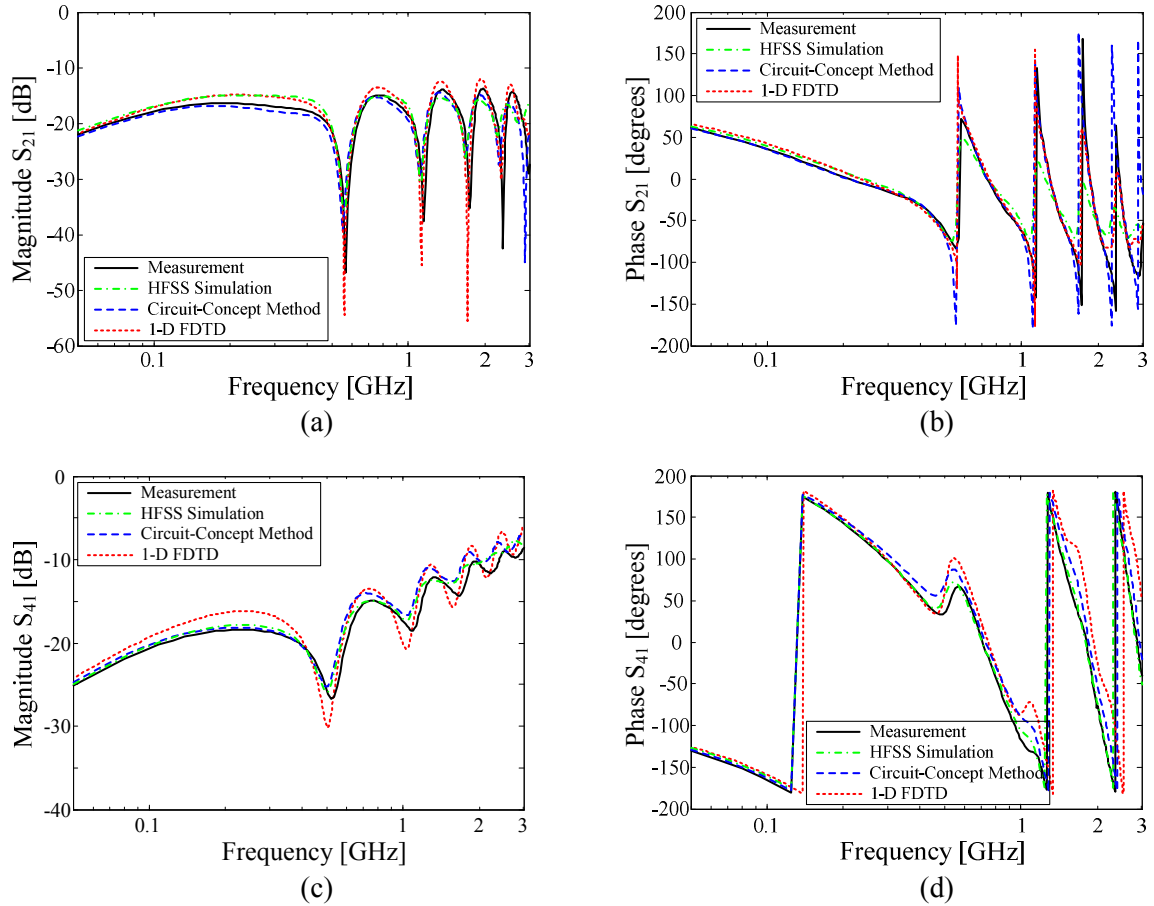 0
-10
-20
-30
-40
-50
-60
Magnitude S21 [dB]
Measurement
HFSS Simulation
Circuit-Concept Method
1-D FDTD
0.1 1 2 3
Frequency [GHz]
(a)
200
150
100
50
0
-50
-100
-150
-200
Phase S21 [degrees]
Measurement
HFSS Simulation
Circuit-Concept Method
1-D FDTD
0.1 1 2 3
Frequency [GHz]
(b)
0
-10
-20
-30
-40
Magnitude S41 [dB]
Measurement
HFSS Simulation
Circuit-Concept Method
1-D FDTD
0.1 1 2 3
Frequency [GHz]
(c)
200
150
100
50
0
-50
-100
-150
-200
Phase S41 [degrees]
Measurement
HFSS Simulation
Circuit-Concept Method
1-D FDTD
0.1 1 2 3
Frequency [GHz]
(d)